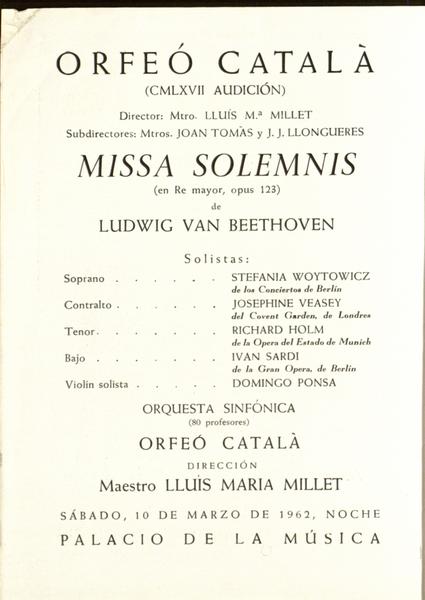 ORFEÓ CATALÀ
(CMLXVII AUDICIÓN)
Director: Mtro. LLUÍS M.ª MILLET
Subdirectores: Mtros. JOAN TOMÀS y J. J. LLONGUERES
MISSA SOLEMNIS
(en Re mayor, opus 123)
de
LUDWIG VAN BEETHOVEN
Solistas:
Soprano . . . . . . STEFANIA WOYTOWICZ
de los Conciertos de Berlín
Contralto . . . . . . JOSEPHINE VEASEY
del Covent Garden, de Londres
Tenor . . . . . . RICHARD HOLM
de la Opera del Estado de Munich
Bajo . . . . . . IVAN SARDI
de la Gran Opera, de Berlín
Violín solista . . . . . DOMINGO PONSA
ORQUESTA SINFÓNICA
(80 profesores)
ORFEÓ CATALÀ
DIRECCIÓN
Maestro LLUÍS MARIA MILLET
SÁBADO, 10 DE MARZO DE 1962, NOCHE
PALACIO DE LA MÚSICA